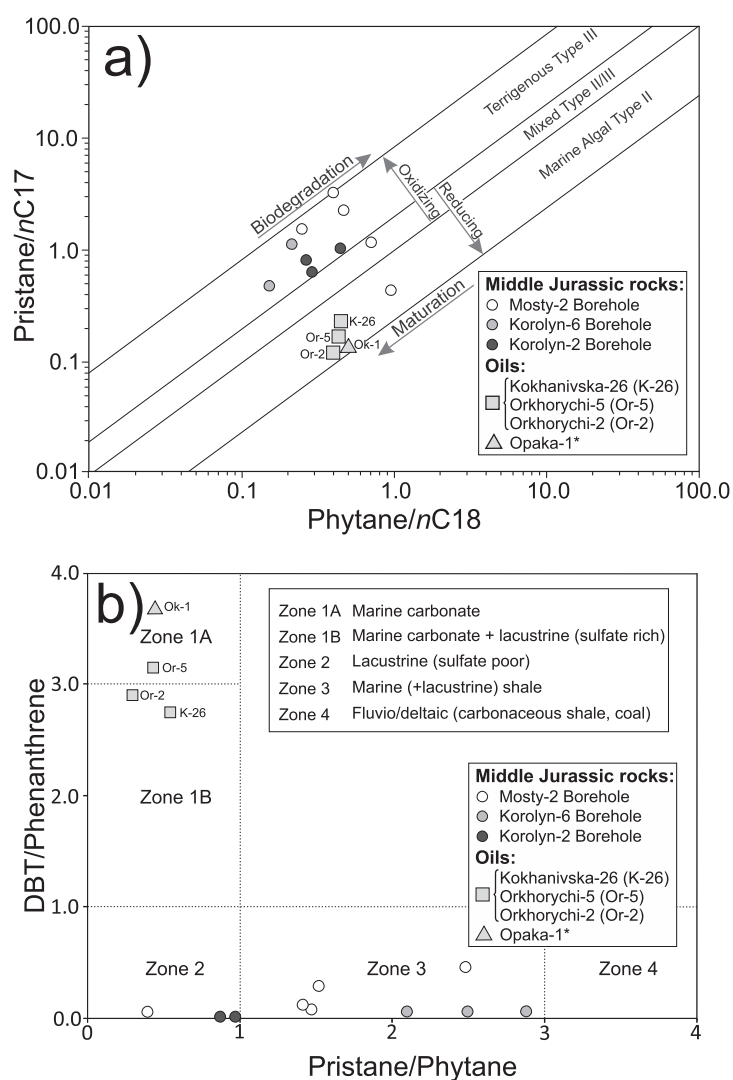 a)
100.0
10.0
1.0
0.1
0.01
Pristane/nC17
Terrigenous Type III
Mixed Type II/III
Marine Algal Type II
Biodegradation
Oxidizing
Reducing
Maturation
K-26
Or-5
Ok-1
Or-2
Middle Jurassic rocks:
Mosty-2 Borehole
Korolyn-6 Borehole
Korolyn-2 Borehole
Oils:
Kokhanivska-26 (K-26)
Orkhorychi-5 (Or-5)
Orkhorychi-2 (Or-2)
Opaka-1*
0.01 0.1 1.0 10.0 100.0
Phytane/nC18
b)
4.0
3.0
2.0
1.0
0.0
DBT/Phenanthrene
Ok-1
Zone 1A
Or-5
Or-2
K-26
Zone 1B
Zone 1A Marine carbonate
Zone 1B Marine carbonate + lacustrine (sulfate rich)
Zone 2 Lacustrine (sulfate poor)
Zone 3 Marine (+lacustrine) shale
Zone 4 Fluvio/deltaic (carbonaceous shale, coal)
Middle Jurassic rocks:
Mosty-2 Borehole
Korolyn-6 Borehole
Korolyn-2 Borehole
Oils:
Kokhanivska-26 (K-26)
Orkhorychi-5 (Or-5)
Orkhorychi-2 (Or-2)
Opaka-1*
Zone 2 Zone 3 Zone 4
0 1 2 3 4
Pristane/Phytane